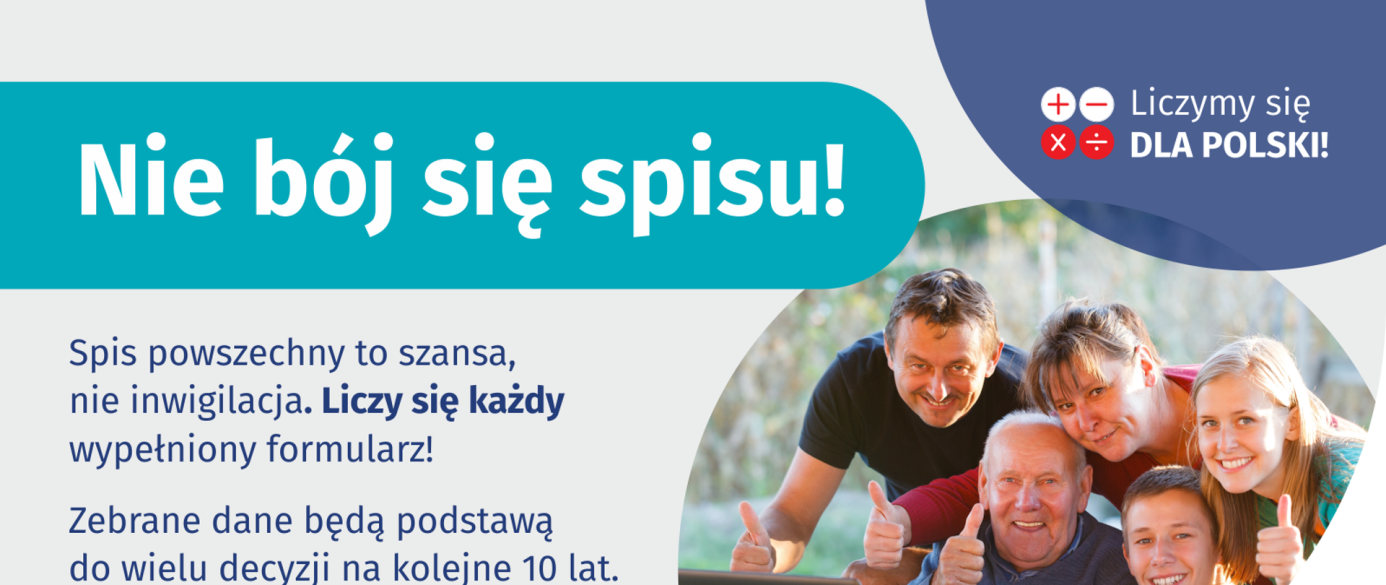 Nie bój się spisu!
Liczymy się
DLA POLSKI!
Spis powszechny to szansa,
nie inwigilacja. Liczy się każdy
wypełniony formularz!
Zebrane dane będą podstawą
do wielu decyzji na kolejne 10 lat.